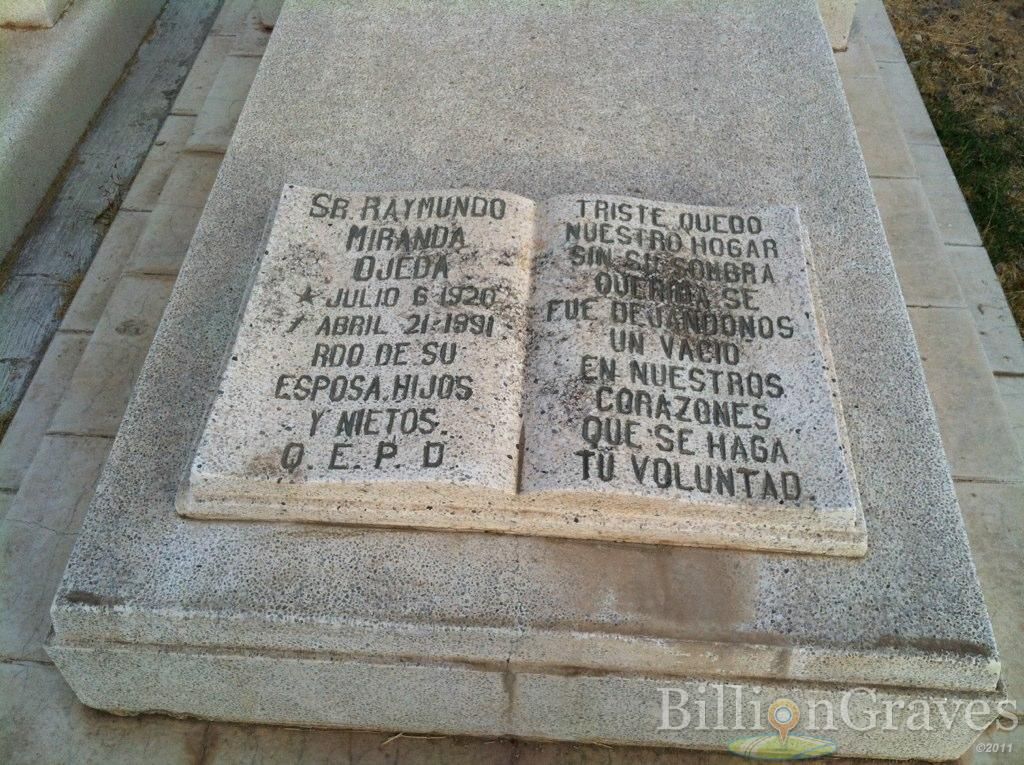 SR. RAYMUNDO
MIRANDA
OJEDA
★ JULIO 6 1920
† ABRIL 21-1991
RDO DE SU
ESPOSA, HIJOS
Y NIETOS.
Q. E. P. D
TRISTE QUEDO
NUESTRO HOGAR
SIN SU SOMBRA
QUERIDA SE
FUE DEJANDONOS
UN VACIO
EN NUESTROS
CORAZONES
QUE SE HAGA
TU VOLUNTAD.
BillionGraves
©2011